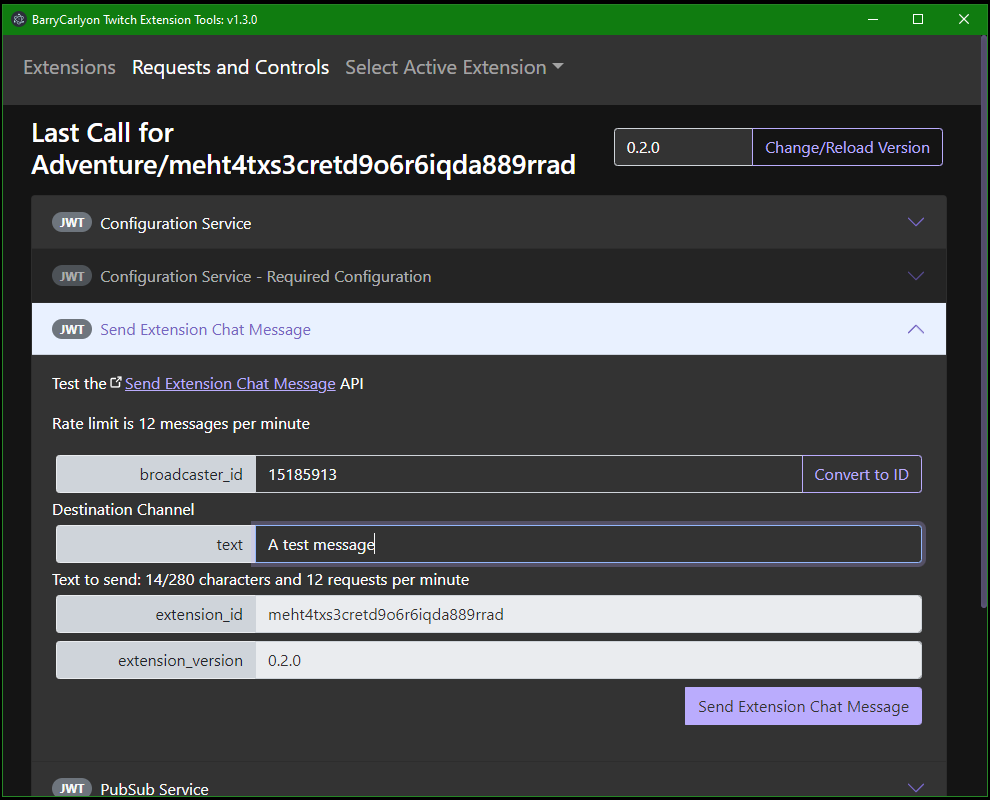 BarryCarlyon Twitch Extension Tools: v1.3.0
Extensions Requests and Controls Select Active Extension
Last Call for
Adventure/meht4txs3cretd9o6r6iqda889rrad
0.2.0 Change/Reload Version
JWT Configuration Service
JWT Configuration Service - Required Configuration
JWT Send Extension Chat Message
Test the Send Extension Chat Message API
Rate limit is 12 messages per minute
broadcaster_id 15185913 Convert to ID
Destination Channel
text A test message
Text to send: 14/280 characters and 12 requests per minute
extension_id meht4txs3cretd9o6r6iqda889rrad
extension_version 0.2.0
Send Extension Chat Message
JWT PubSub Service